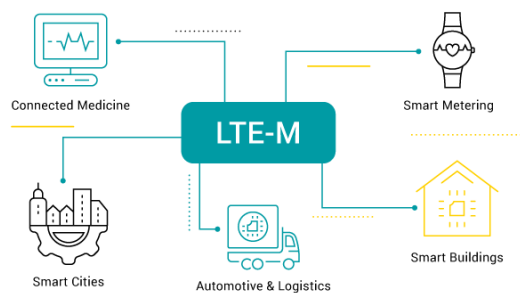 Connected Medicine
Smart Metering
LTE-M
Smart Cities
Automotive & Logistics
Smart Buildings